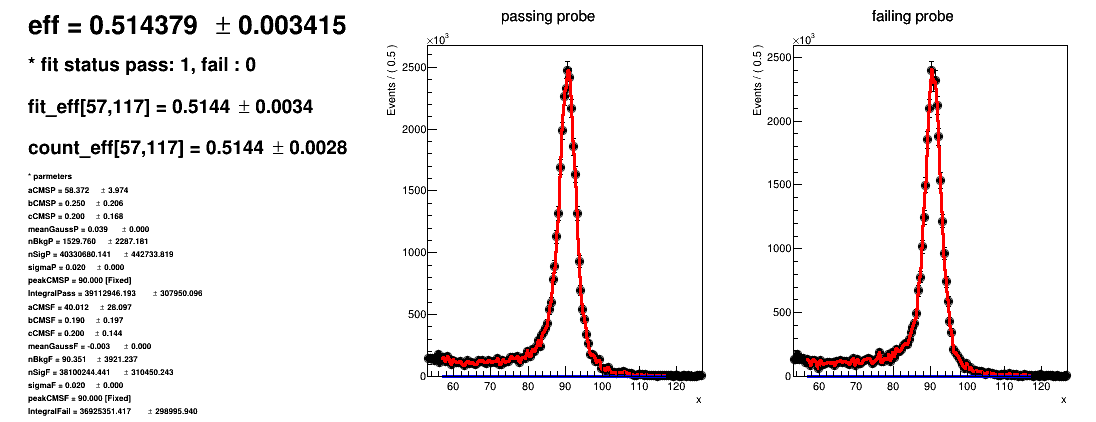 eff = 0.514379 ± 0.003415
* fit status pass: 1, fail : 0
fit_eff[57,117] = 0.5144 ± 0.0034
count_eff[57,117] = 0.5144 ± 0.0028
* parmeters
aCMSP = 58.372 ± 3.974
bCMSP = 0.250 ± 0.206
cCMSP = 0.200 ± 0.168
meanGaussP = 0.039 ± 0.000
nBkgP = 1529.760 ± 2287.181
nSigP = 40330680.141 ± 442733.819
sigmaP = 0.020 ± 0.000
peakCMSP = 90.000 [Fixed]
IntegralPass = 39112946.193 ± 307950.096
aCMSF = 40.012 ± 28.097
bCMSF = 0.190 ± 0.197
cCMSF = 0.200 ± 0.144
meanGaussF = -0.003 ± 0.000
nBkgF = 90.351 ± 3921.237
nSigF = 38100244.441 ± 310450.243
sigmaF = 0.020 ± 0.000
peakCMSF = 90.000 [Fixed]
IntegralFail = 36925351.417 ± 298995.940
passing probe
×10³
Events / ( 0.5 )
2500
2000
1500
1000
500
0
60 70 80 90 100 110 120
x
failing probe
×10³
Events / ( 0.5 )
2500
2000
1500
1000
500
0
60 70 80 90 100 110 120
x